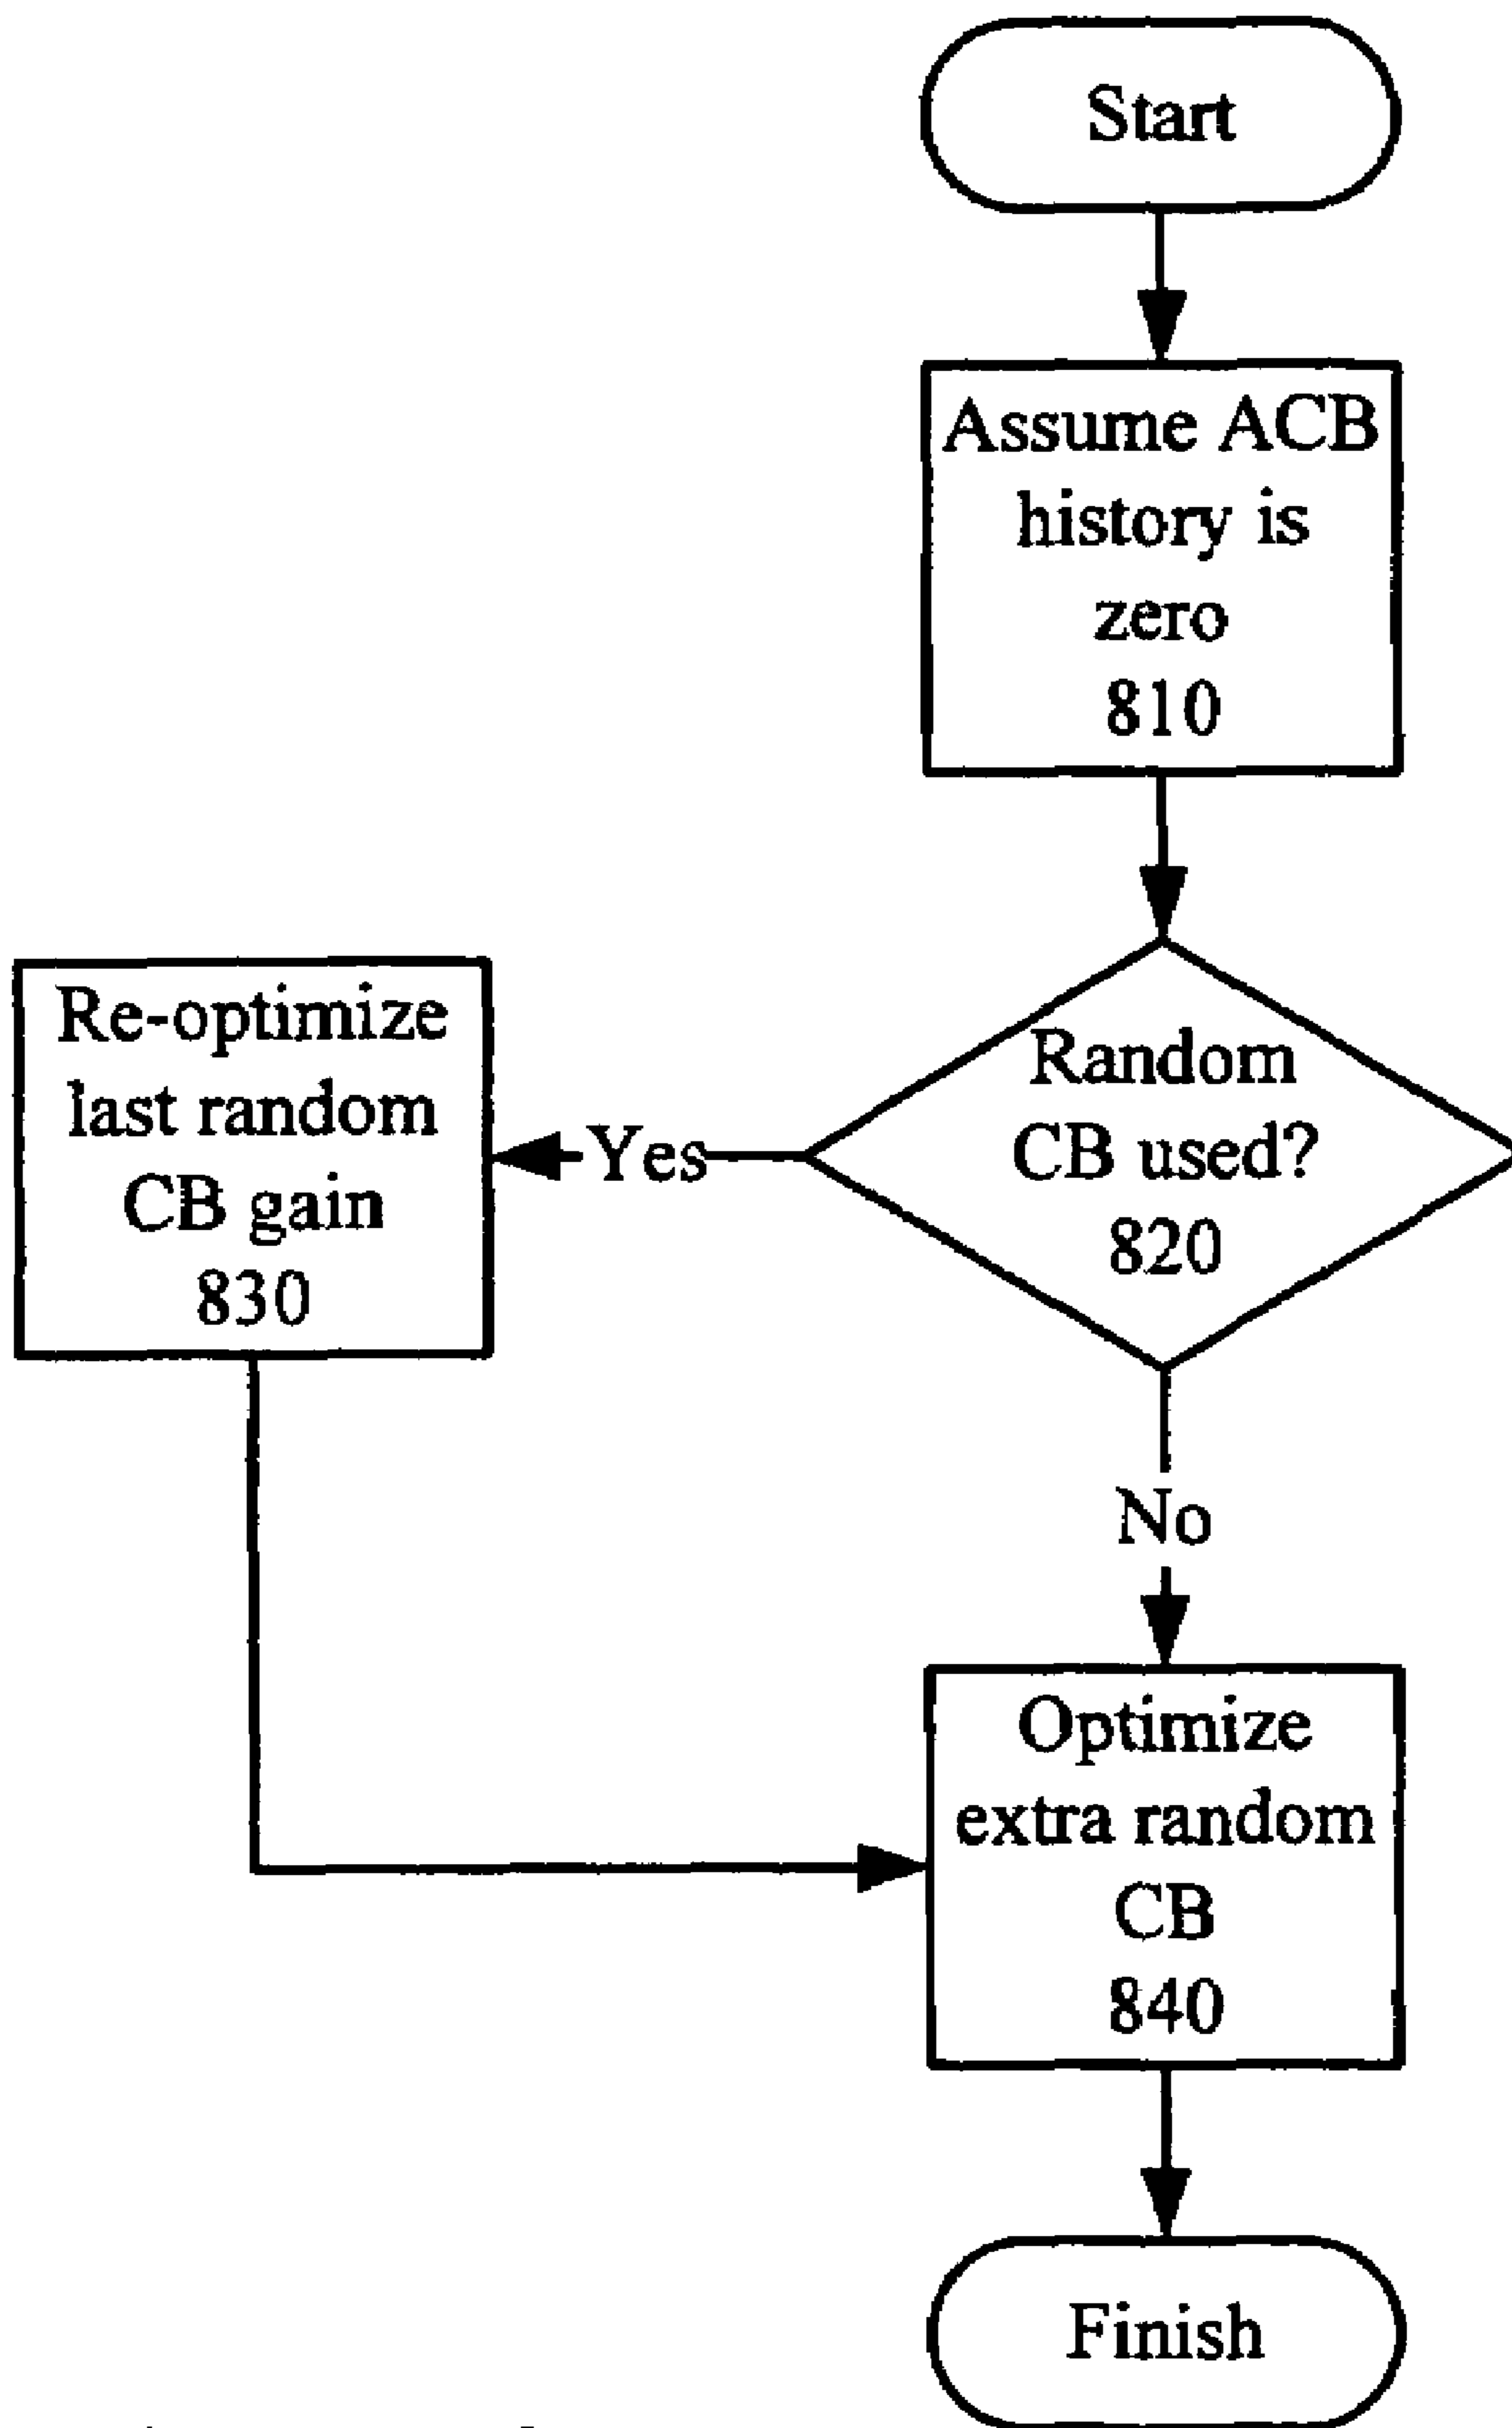 Start
Assume ACB
history is
zero
810
Random
CB used?
820
Yes
Re-optimize
last random
CB gain
830
No
Optimize
extra random
CB
840
Finish